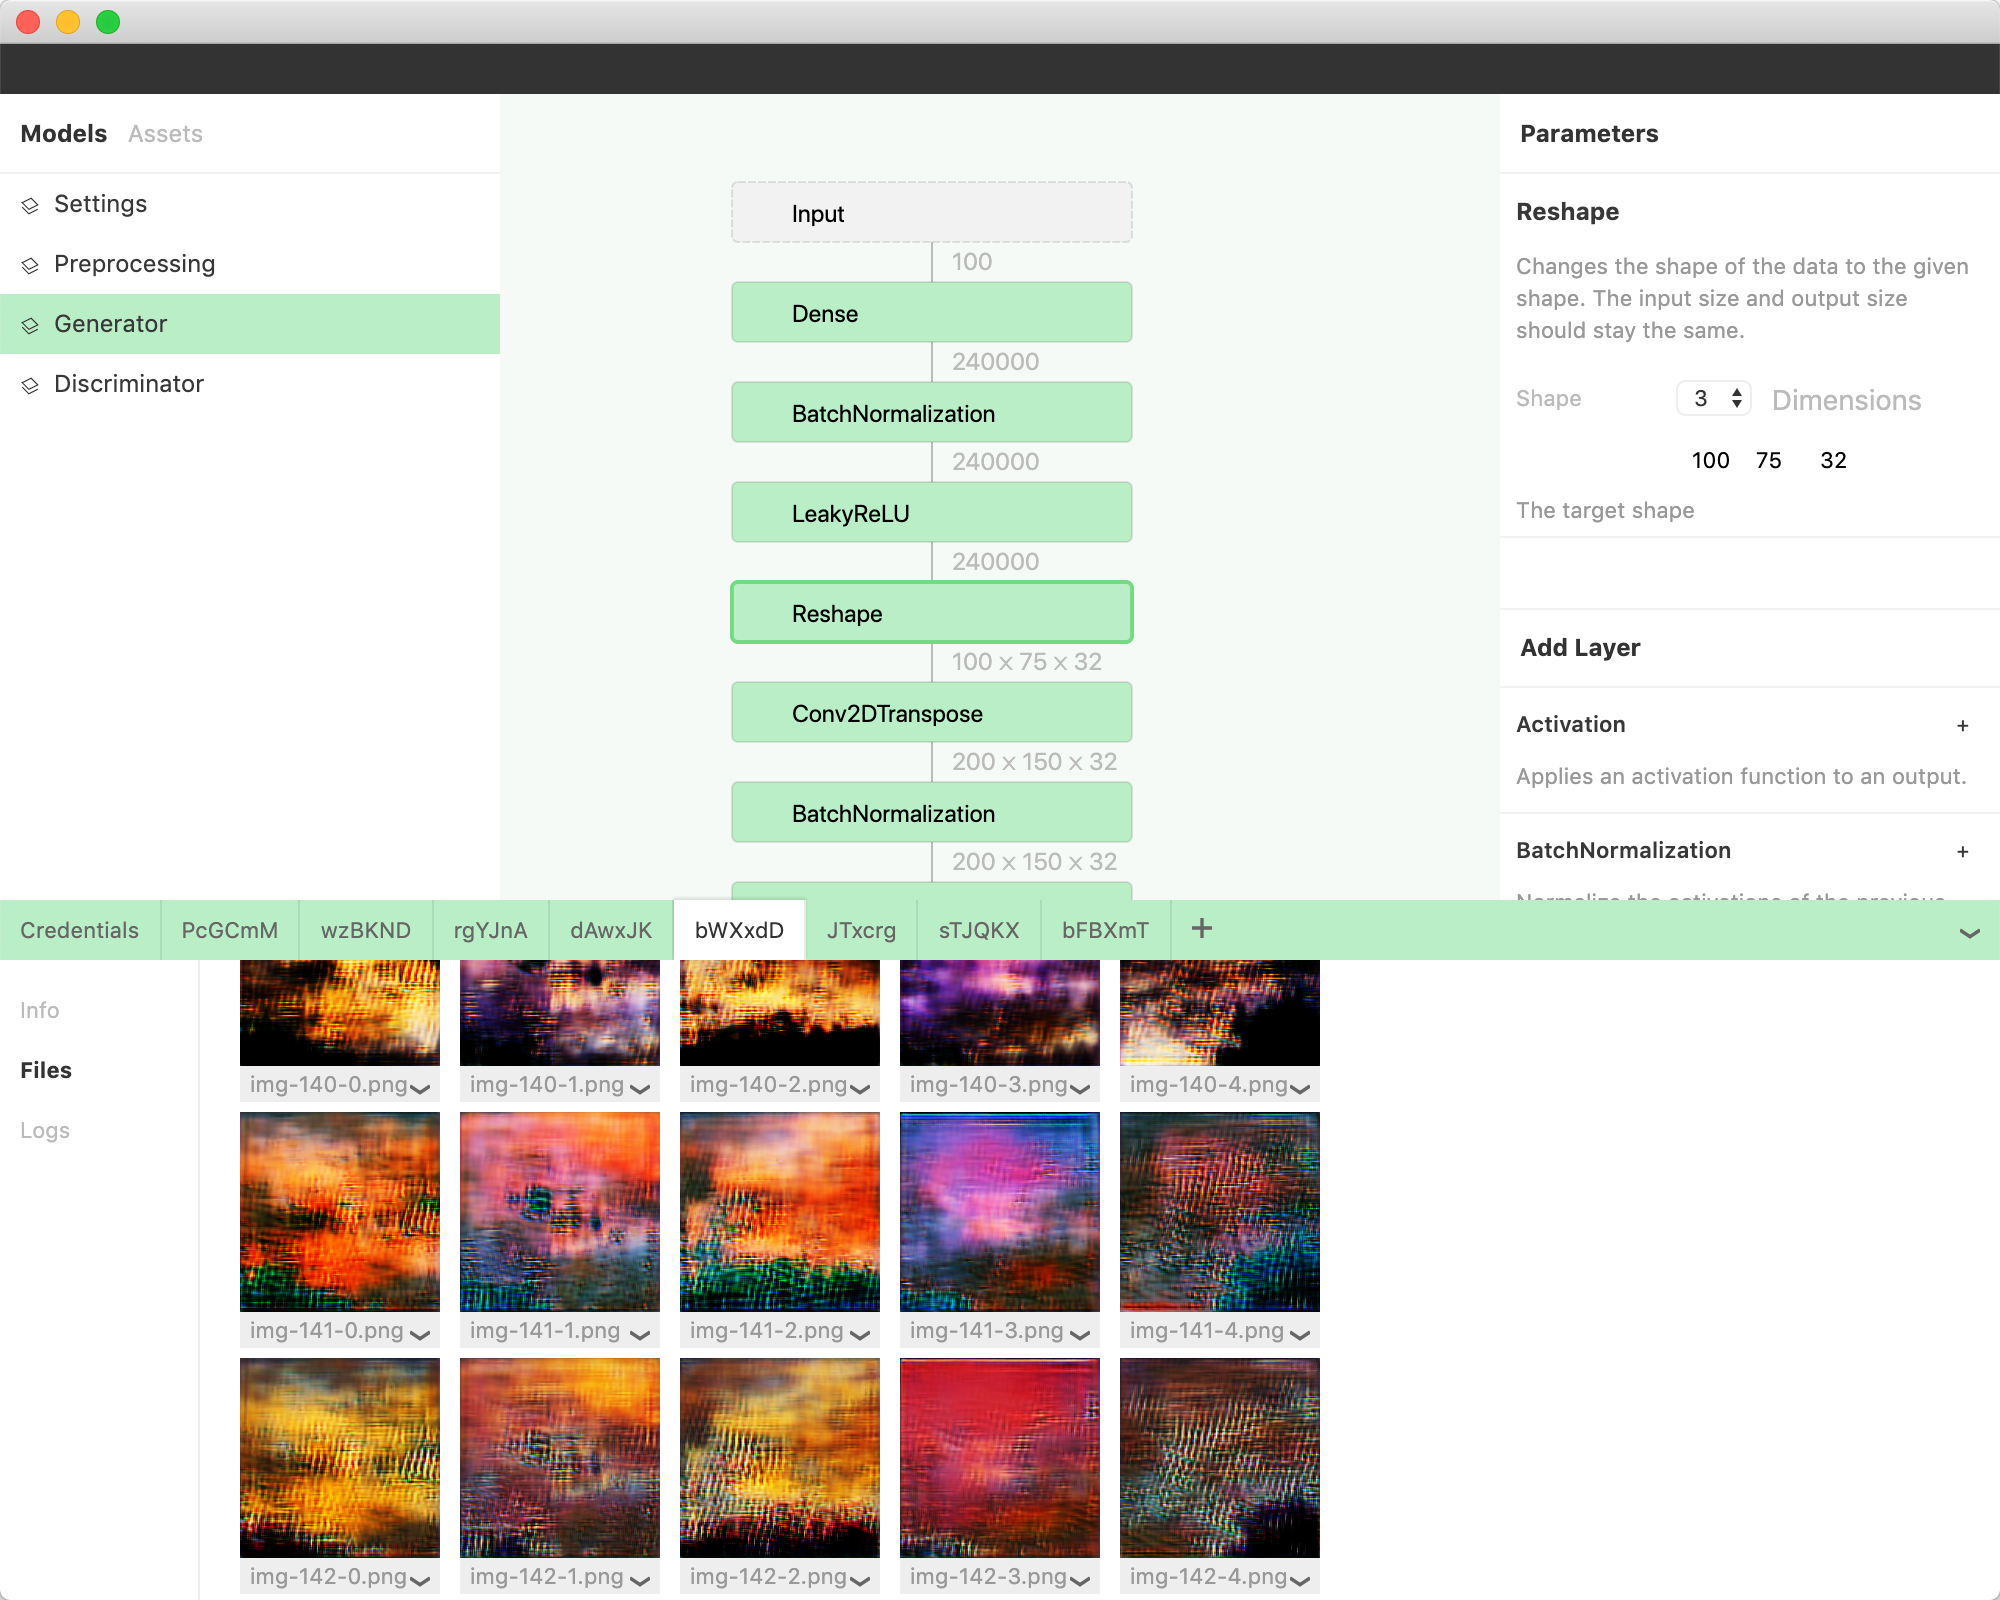 Models Assets
Settings
Preprocessing
Generator
Discriminator
Input
100
Dense
240000
BatchNormalization
240000
LeakyReLU
240000
Reshape
100 x 75 x 32
Conv2DTranspose
200 x 150 x 32
BatchNormalization
200 x 150 x 32
Parameters
Reshape
Changes the shape of the data to the given
shape. The input size and output size
should stay the same.
Shape 3 Dimensions
100 75 32
The target shape
Add Layer
Activation +
Applies an activation function to an output.
BatchNormalization +
Normalize the activations of the previous
Credentials PcGCmM wzBKND rgYJnA dAwxJK bWXxdD JTxcrg sTJQKX bFBXmT +
Info
Files
Logs
img-140-0.png img-140-1.png img-140-2.png img-140-3.png img-140-4.png
img-141-0.png img-141-1.png img-141-2.png img-141-3.png img-141-4.png
img-142-0.png img-142-1.png img-142-2.png img-142-3.png img-142-4.png